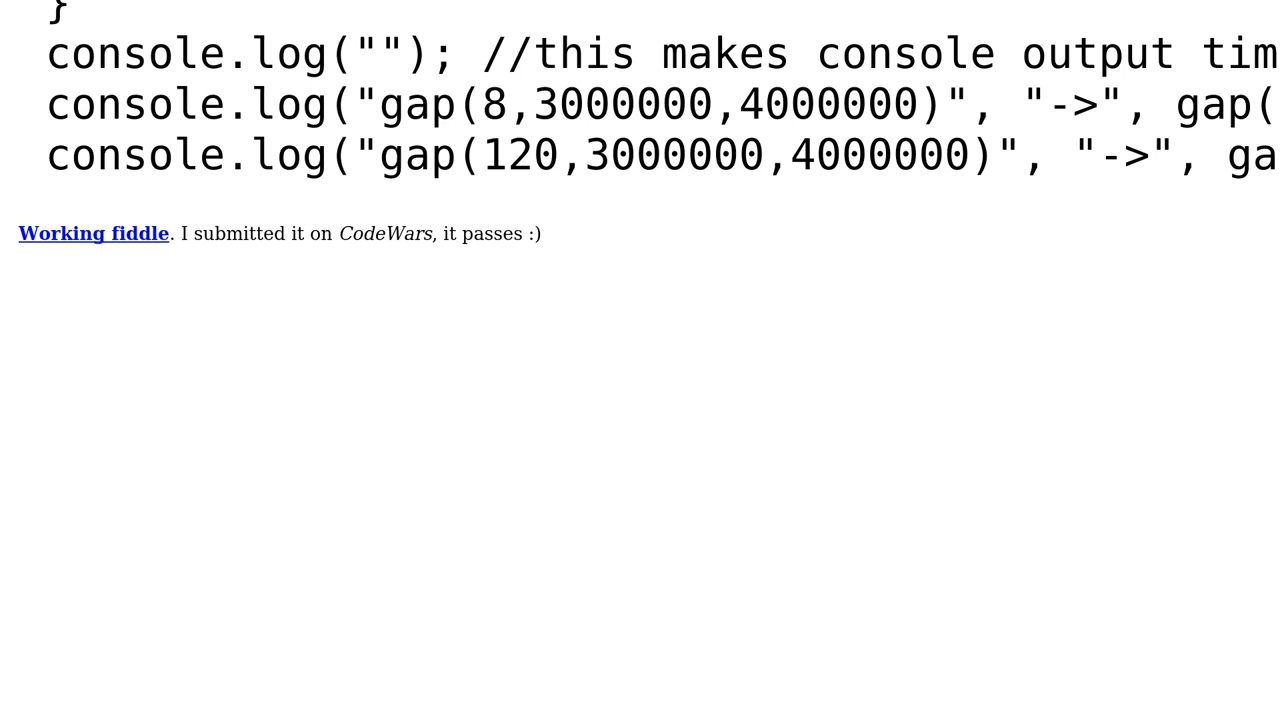 }
console.log(""); //this makes console output tim
console.log("gap(8,3000000,4000000)", "->", gap(
console.log("gap(120,3000000,4000000)", "->", ga
Working fiddle. I submitted it on CodeWars, it passes :)